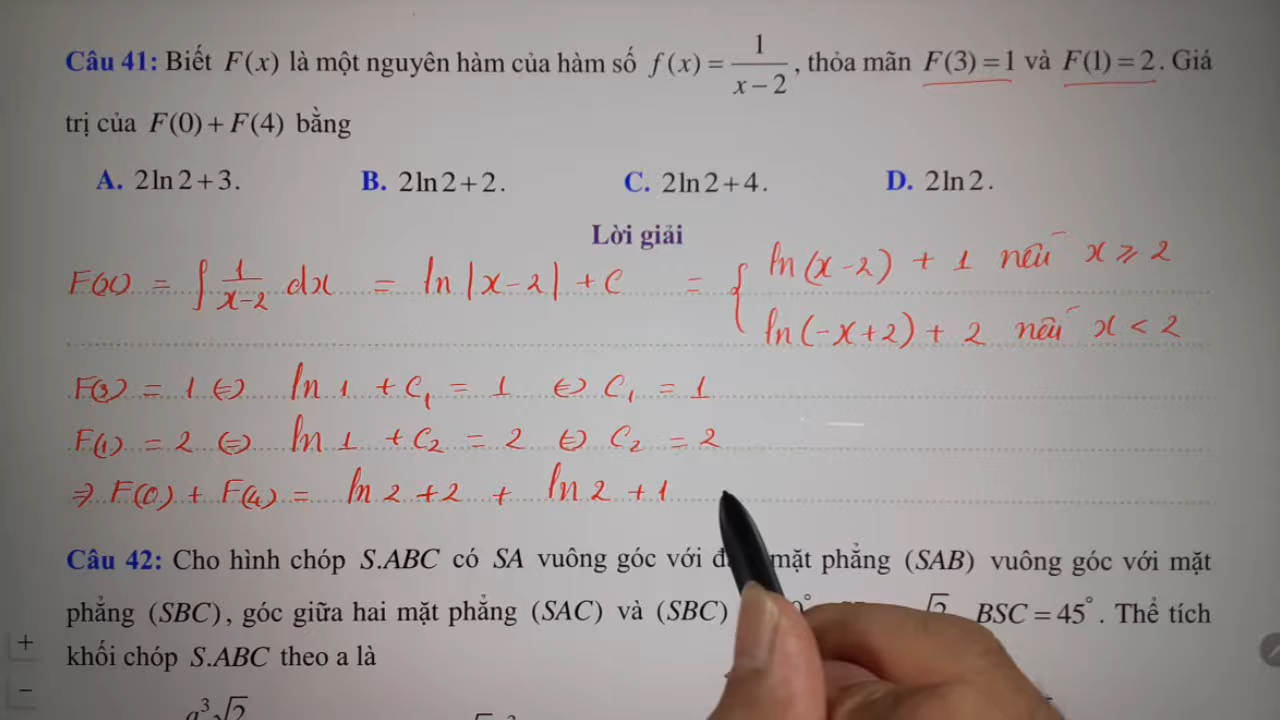 Câu 41: Biết F(x) là một nguyên hàm của hàm số f(x) = 1/(x−2), thỏa mãn F(3) = 1 và F(1) = 2. Giá
trị của F(0) + F(4) bằng
A. 2ln2+3. B. 2ln2+2. C. 2ln2+4. D. 2ln2.
Lời giải
F(x) = ∫ 1/(x−2) dx = ln|x−2| + C = { ln(x−2) + 1 nếu x ≥ 2
ln(−x+2) + 2 nếu x < 2
F(3) = 1 ⇔ ln 1 + C₁ = 1 ⇔ C₁ = 1
F(1) = 2 ⇔ ln 1 + C₂ = 2 ⇔ C₂ = 2
⇒ F(0) + F(4) = ln 2 + 2 + ln 2 + 1
Câu 42: Cho hình chóp S.ABC có SA vuông góc với mặt phẳng (SAB) vuông góc với mặt
phẳng (SBC), góc giữa hai mặt phẳng (SAC) và (SBC) BSC = 45°. Thể tích
khối chóp S.ABC theo a là
a³√2